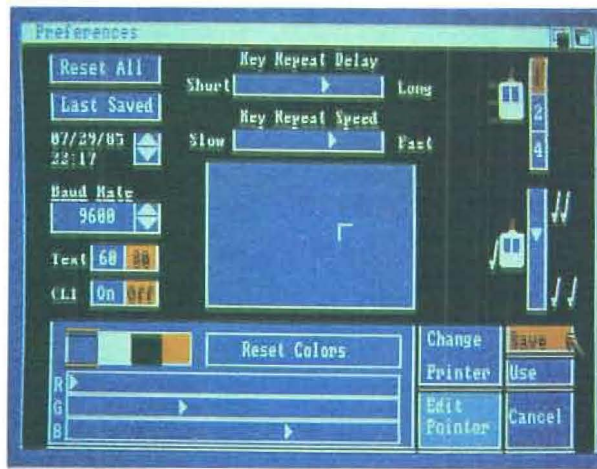 Preferences
Reset All
Last Saved
07/29/85
22:17
Key Repeat Delay
Short
Long
Key Repeat Speed
Slow
Fast
Baud Rate
9600
Text 60 80
CLI On Off
2
4
Reset Colors
R
G
B
Change
Printer
Edit
Pointer
Save
Use
Cancel